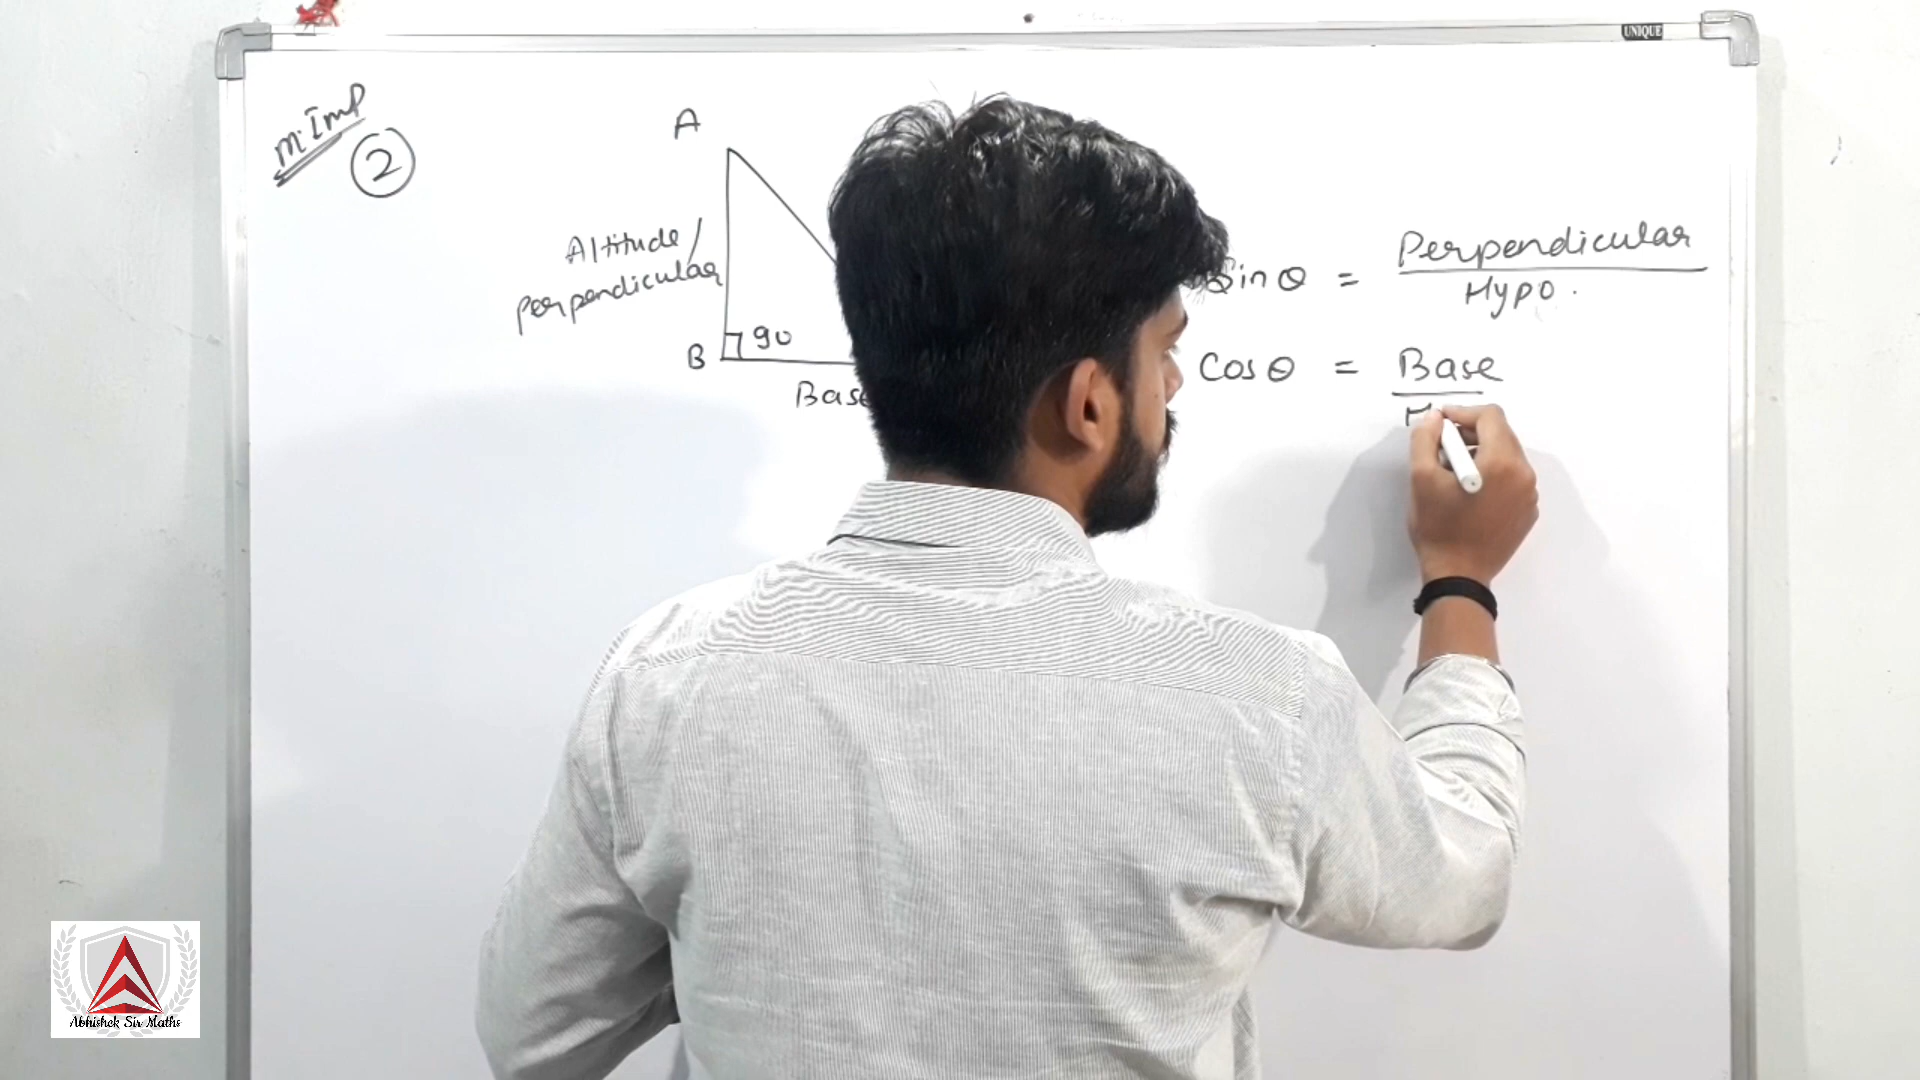 UNIQUE
M. Imp
2
A
Altitude/
perpendicular
B
90
Base
Sin θ = Perpendicular
Hypo.
Cos θ = Base
H
Abhishek Sir Maths